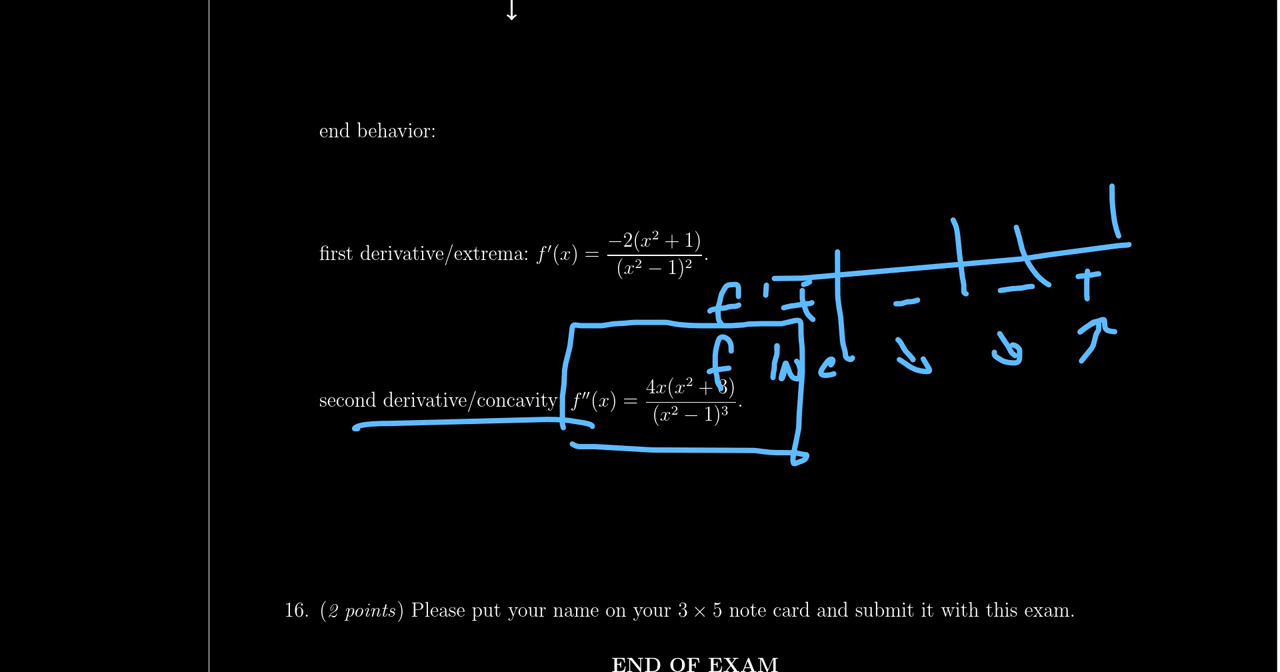 end behavior:
first derivative/extrema: f′(x) = −2(x² + 1) / (x² − 1)².
f ' + − − +
f Inc ↘ ↘ ↗
second derivative/concavity f″(x) = 4x(x² + 3) / (x² − 1)³.
16. (2 points) Please put your name on your 3 × 5 note card and submit it with this exam.
END OF EXAM